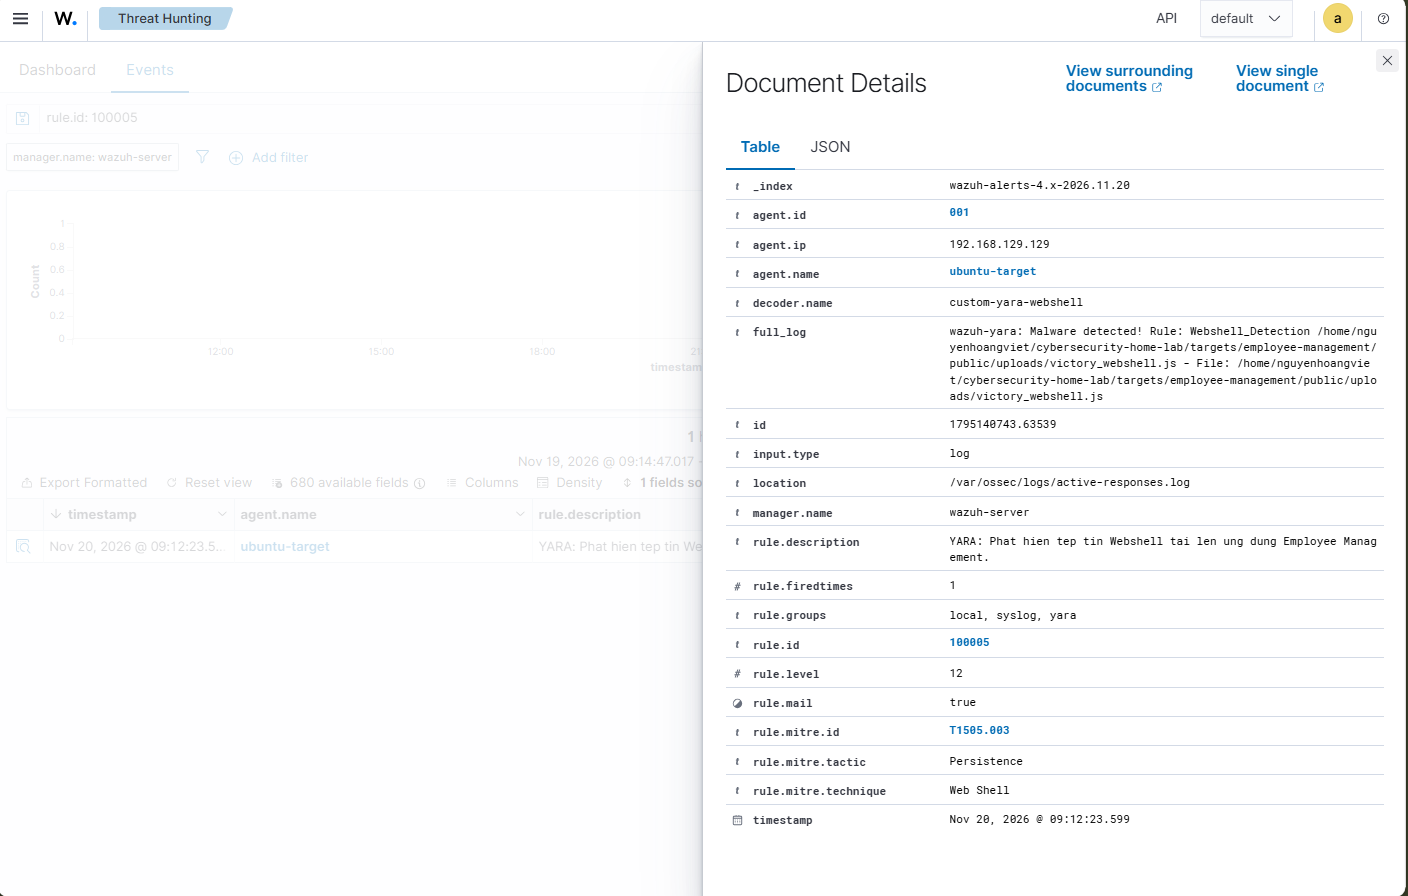 W.
Threat Hunting
API
default
a
Dashboard
Events
rule.id: 100005
manager.name: wazuh-server
Add filter
Count
1
0.8
0.6
0.4
0.2
0
12:00
15:00
18:00
21
timestam
1
Nov 19, 2026 @ 09:14:47.017 -
Export Formatted
Reset view
680 available fields
Columns
Density
1 fields so
timestamp
agent.name
rule.description
Nov 20, 2026 @ 09:12:23.5...
ubuntu-target
YARA: Phat hien tep tin We
Document Details
View surrounding
documents
View single
document
Table
JSON
t _index wazuh-alerts-4.x-2026.11.20
t agent.id 001
t agent.ip 192.168.129.129
t agent.name ubuntu-target
t decoder.name custom-yara-webshell
t full_log wazuh-yara: Malware detected! Rule: Webshell_Detection /home/ngu
yenhoangviet/cybersecurity-home-lab/targets/employee-management/
public/uploads/victory_webshell.js - File: /home/nguyenhoangvie
t/cybersecurity-home-lab/targets/employee-management/public/uplo
ads/victory_webshell.js
t id 1795140743.63539
t input.type log
t location /var/ossec/logs/active-responses.log
t manager.name wazuh-server
t rule.description YARA: Phat hien tep tin Webshell tai len ung dung Employee Manag
ement.
# rule.firedtimes 1
t rule.groups local, syslog, yara
t rule.id 100005
# rule.level 12
rule.mail true
t rule.mitre.id T1505.003
t rule.mitre.tactic Persistence
t rule.mitre.technique Web Shell
timestamp Nov 20, 2026 @ 09:12:23.599